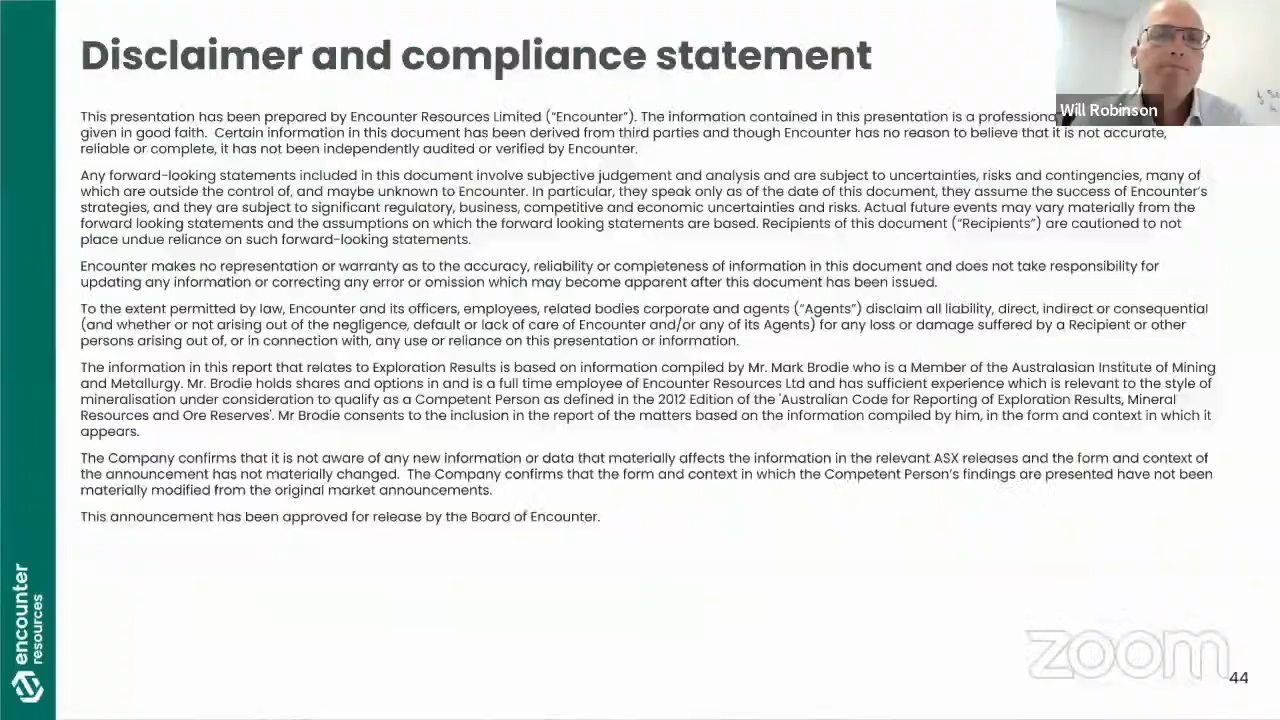 Disclaimer and compliance statement
This presentation has been prepared by Encounter Resources Limited (“Encounter”). The information contained in this presentation is a professiona
given in good faith. Certain information in this document has been derived from third parties and though Encounter has no reason to believe that it is not accurate,
reliable or complete, it has not been independently audited or verified by Encounter.
Any forward-looking statements included in this document involve subjective judgement and analysis and are subject to uncertainties, risks and contingencies, many of
which are outside the control of, and maybe unknown to Encounter. In particular, they speak only as of the date of this document, they assume the success of Encounter’s
strategies, and they are subject to significant regulatory, business, competitive and economic uncertainties and risks. Actual future events may vary materially from the
forward looking statements and the assumptions on which the forward looking statements are based. Recipients of this document (“Recipients”) are cautioned to not
place undue reliance on such forward-looking statements.
Encounter makes no representation or warranty as to the accuracy, reliability or completeness of information in this document and does not take responsibility for
updating any information or correcting any error or omission which may become apparent after this document has been issued.
To the extent permitted by law, Encounter and its officers, employees, related bodies corporate and agents (“Agents”) disclaim all liability, direct, indirect or consequential
(and whether or not arising out of the negligence, default or lack of care of Encounter and/or any of its Agents) for any loss or damage suffered by a Recipient or other
persons arising out of, or in connection with, any use or reliance on this presentation or information.
The information in this report that relates to Exploration Results is based on information compiled by Mr. Mark Brodie who is a Member of the Australasian Institute of Mining
and Metallurgy. Mr. Brodie holds shares and options in and is a full time employee of Encounter Resources Ltd and has sufficient experience which is relevant to the style of
mineralisation under consideration to qualify as a Competent Person as defined in the 2012 Edition of the 'Australian Code for Reporting of Exploration Results, Mineral
Resources and Ore Reserves'. Mr Brodie consents to the inclusion in the report of the matters based on the information compiled by him, in the form and context in which it
appears.
The Company confirms that it is not aware of any new information or data that materially affects the information in the relevant ASX releases and the form and context of
the announcement has not materially changed. The Company confirms that the form and context in which the Competent Person’s findings are presented have not been
materially modified from the original market announcements.
This announcement has been approved for release by the Board of Encounter.
Will Robinson
encounter
resources
zoom
44